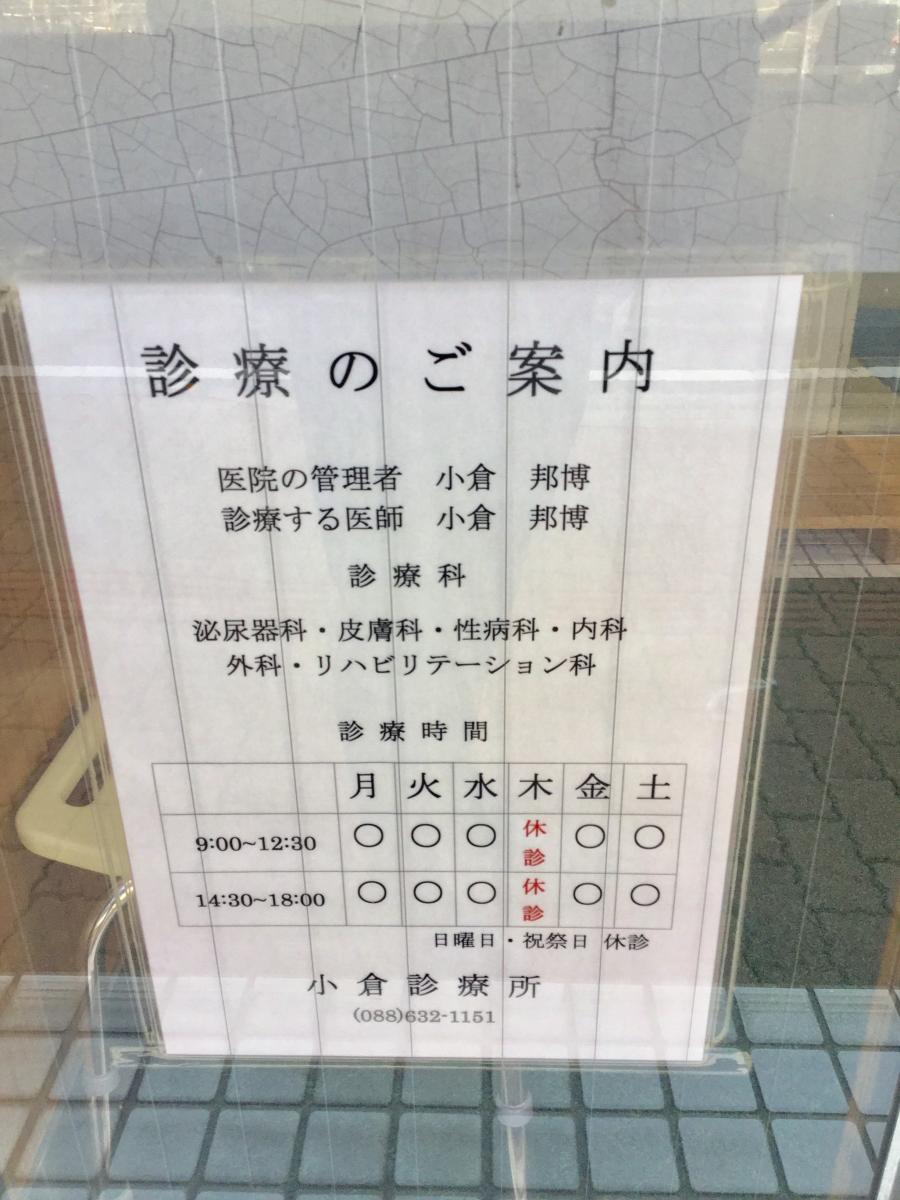 診療のご案内
医院の管理者 小倉 邦博
診療する医師 小倉 邦博
診療科
泌尿器科・皮膚科・性病科・内科
外科・リハビリテーション科
診療時間
月 火 水 木 金 土
9:00~12:30 〇 〇 〇 休診 〇 〇
14:30~18:00 〇 〇 〇 休診 〇 〇
日曜日・祝祭日 休診
小倉診療所
(088)632-1151